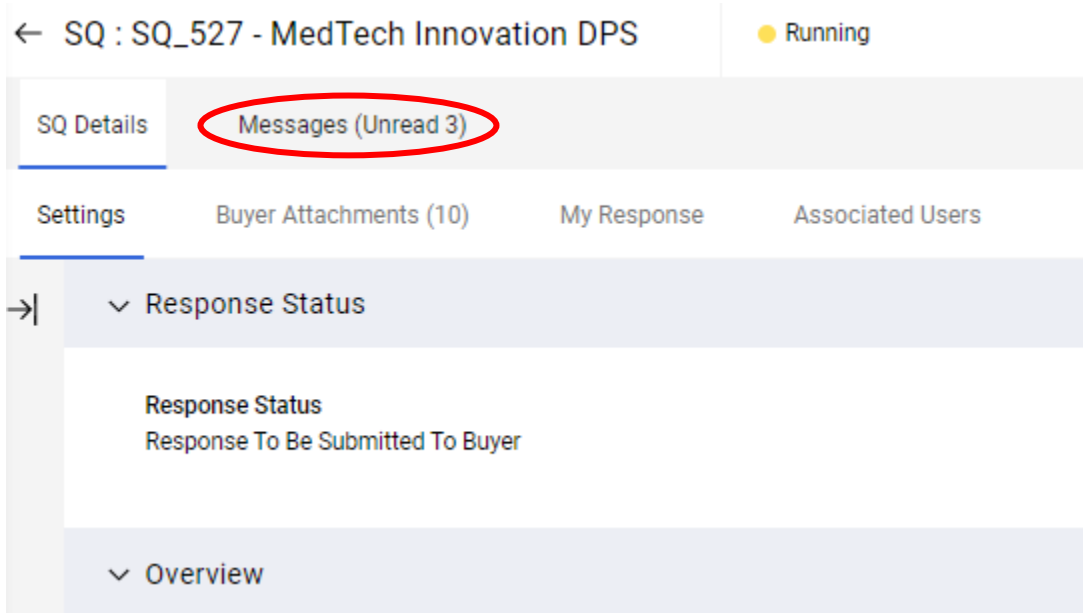 SQ : SQ_527 - MedTech Innovation DPS Running
SQ Details Messages (Unread 3)
Settings Buyer Attachments (10) My Response Associated Users
Response Status
Response Status
Response To Be Submitted To Buyer
Overview